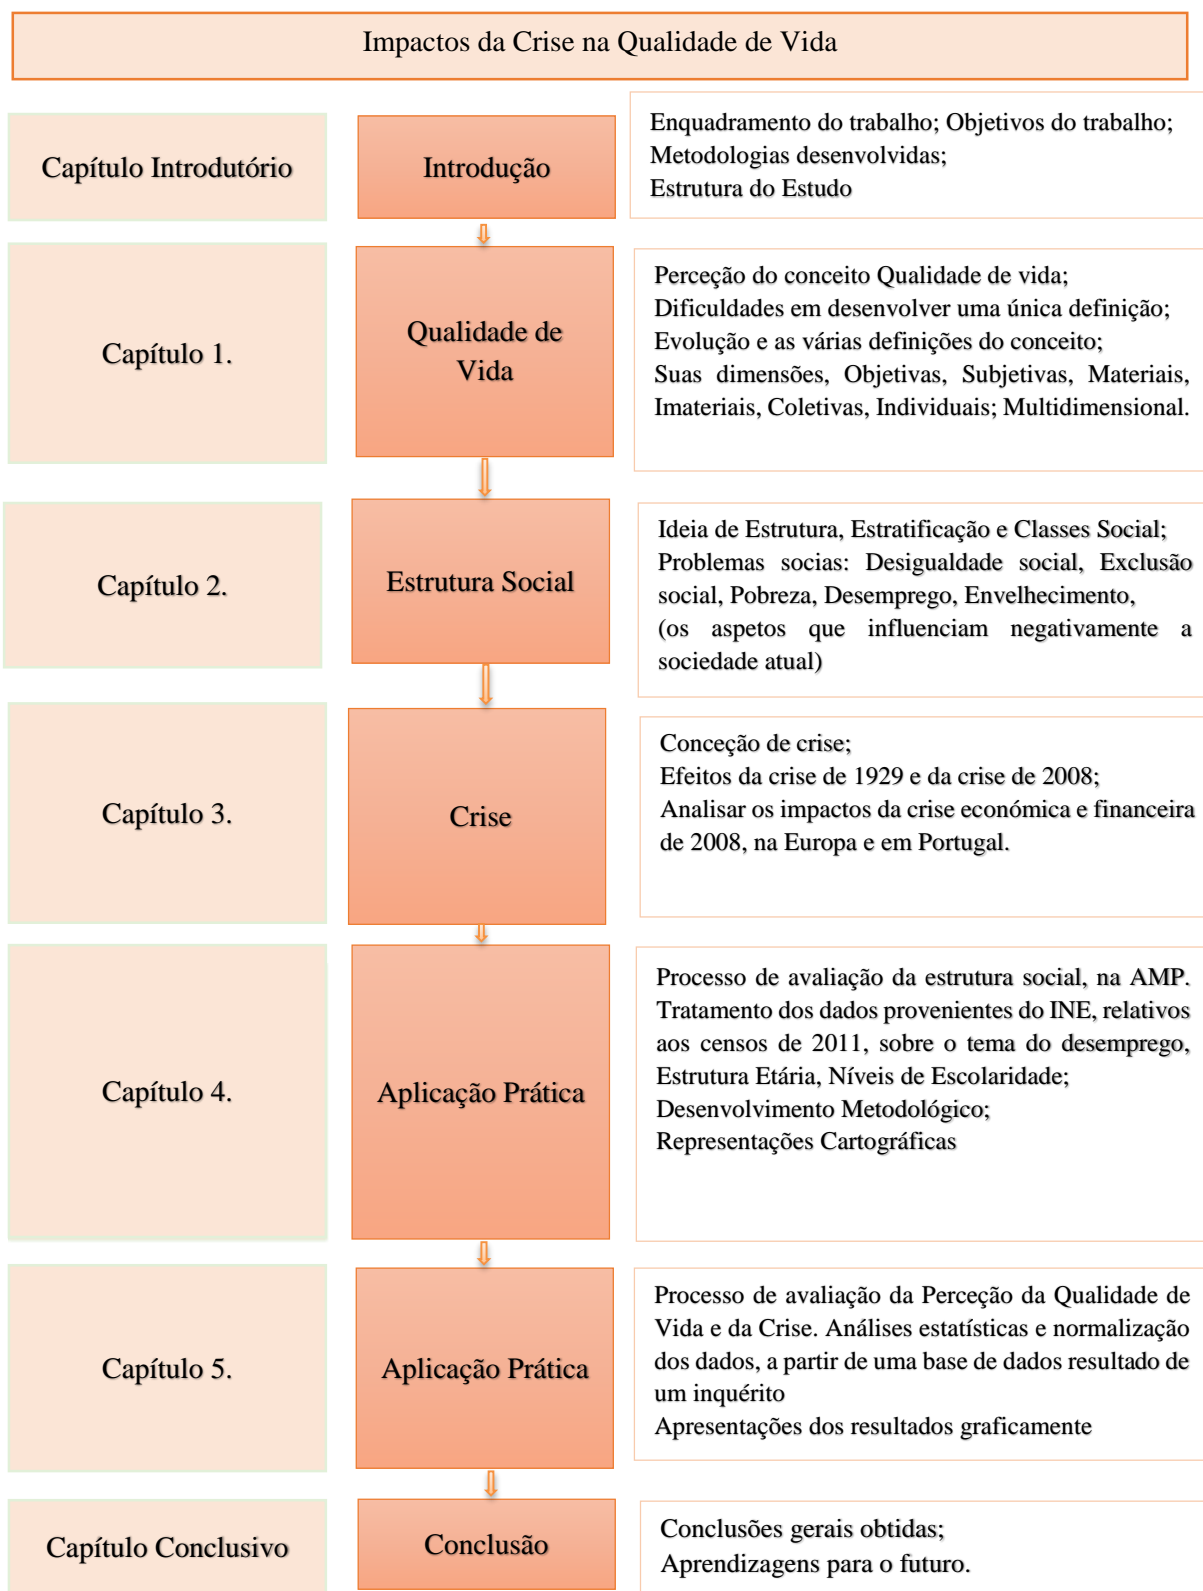 Impactos da Crise na Qualidade de Vida
Capítulo Introdutório
Introdução
Enquadramento do trabalho; Objetivos do trabalho;
Metodologias desenvolvidas;
Estrutura do Estudo
Capítulo 1.
Qualidade de
Vida
Perceção do conceito Qualidade de vida;
Dificuldades em desenvolver uma única definição;
Evolução e as várias definições do conceito;
Suas dimensões, Objetivas, Subjetivas, Materiais,
Imateriais, Coletivas, Individuais; Multidimensional.
Capítulo 2.
Estrutura Social
Ideia de Estrutura, Estratificação e Classes Social;
Problemas socias: Desigualdade social, Exclusão
social, Pobreza, Desemprego, Envelhecimento,
(os aspetos que influenciam negativamente a
sociedade atual)
Capítulo 3.
Crise
Conceção de crise;
Efeitos da crise de 1929 e da crise de 2008;
Analisar os impactos da crise económica e financeira
de 2008, na Europa e em Portugal.
Capítulo 4.
Aplicação Prática
Processo de avaliação da estrutura social, na AMP.
Tratamento dos dados provenientes do INE, relativos
aos censos de 2011, sobre o tema do desemprego,
Estrutura Etária, Níveis de Escolaridade;
Desenvolvimento Metodológico;
Representações Cartográficas
Capítulo 5.
Aplicação Prática
Processo de avaliação da Perceção da Qualidade de
Vida e da Crise. Análises estatísticas e normalização
dos dados, a partir de uma base de dados resultado de
um inquérito
Apresentações dos resultados graficamente
Capítulo Conclusivo
Conclusão
Conclusões gerais obtidas;
Aprendizagens para o futuro.